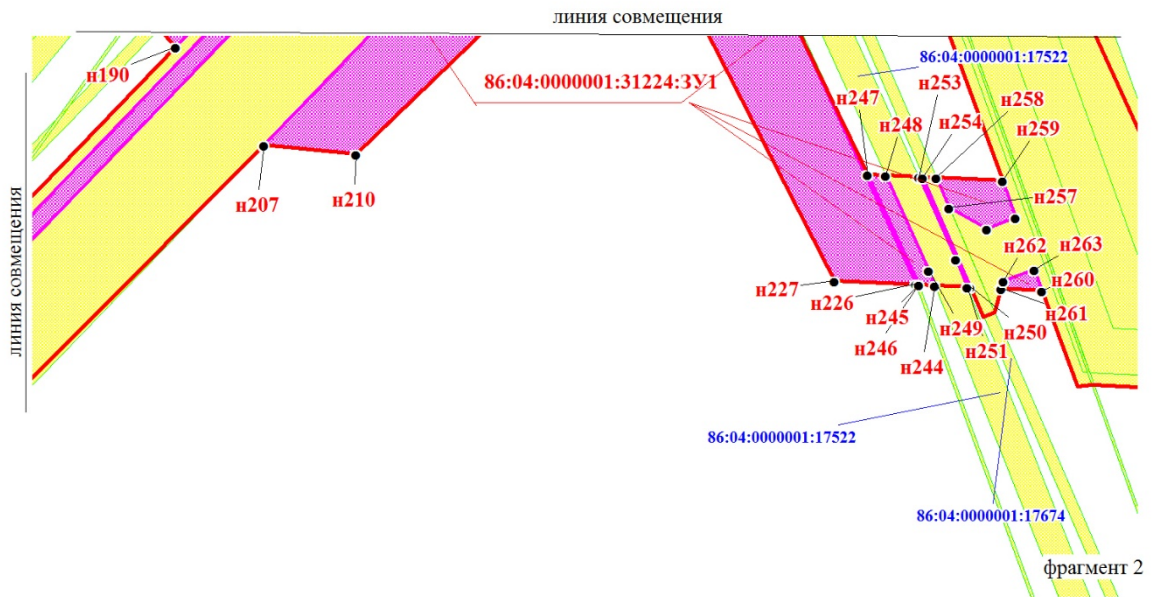 линия совмещения
86:04:0000001:17522
н190
86:04:0000001:31224:ЗУ1
н253
н247
н258
н248
н254
н259
н207
н210
н257
н262
н263
н227
н260
н226
н261
н245
н249
н250
н246
н251
н244
линия совмещения
86:04:0000001:17522
86:04:0000001:17674
фрагмент 2